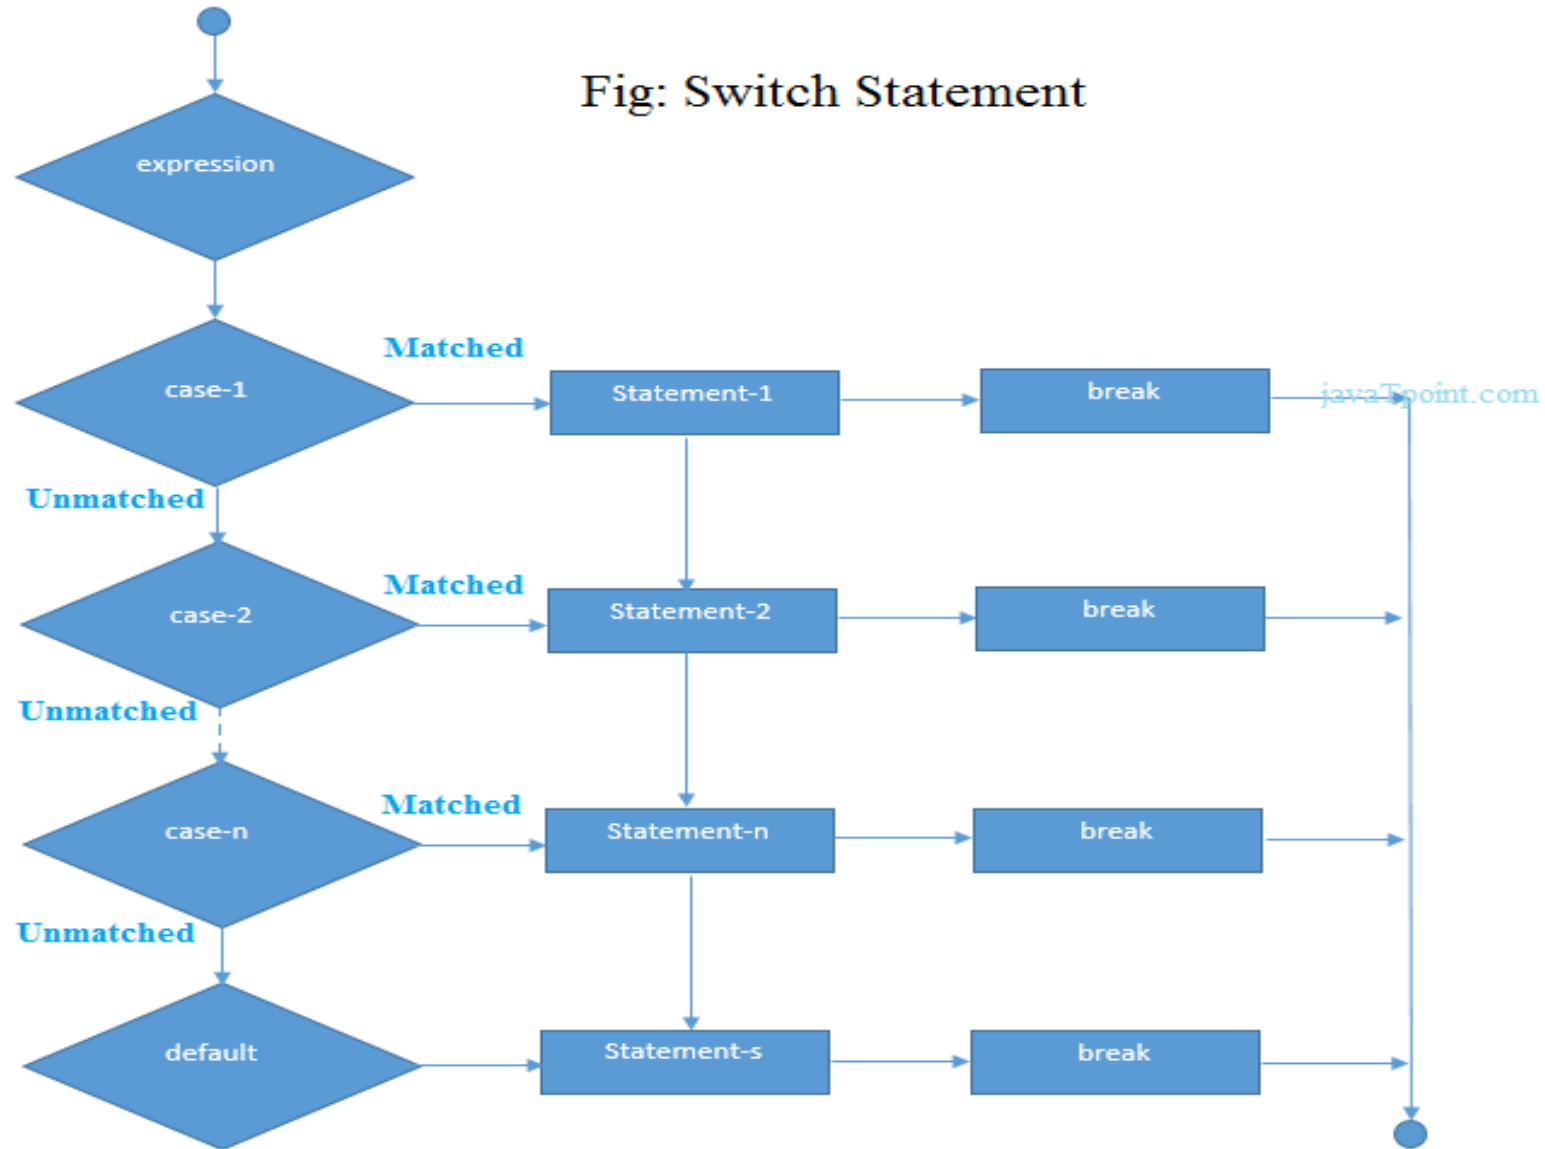 Fig: Switch Statement
expression
case-1
Matched
Statement-1
break
javaTpoint.com
Unmatched
case-2
Matched
Statement-2
break
Unmatched
case-n
Matched
Statement-n
break
Unmatched
default
Statement-s
break